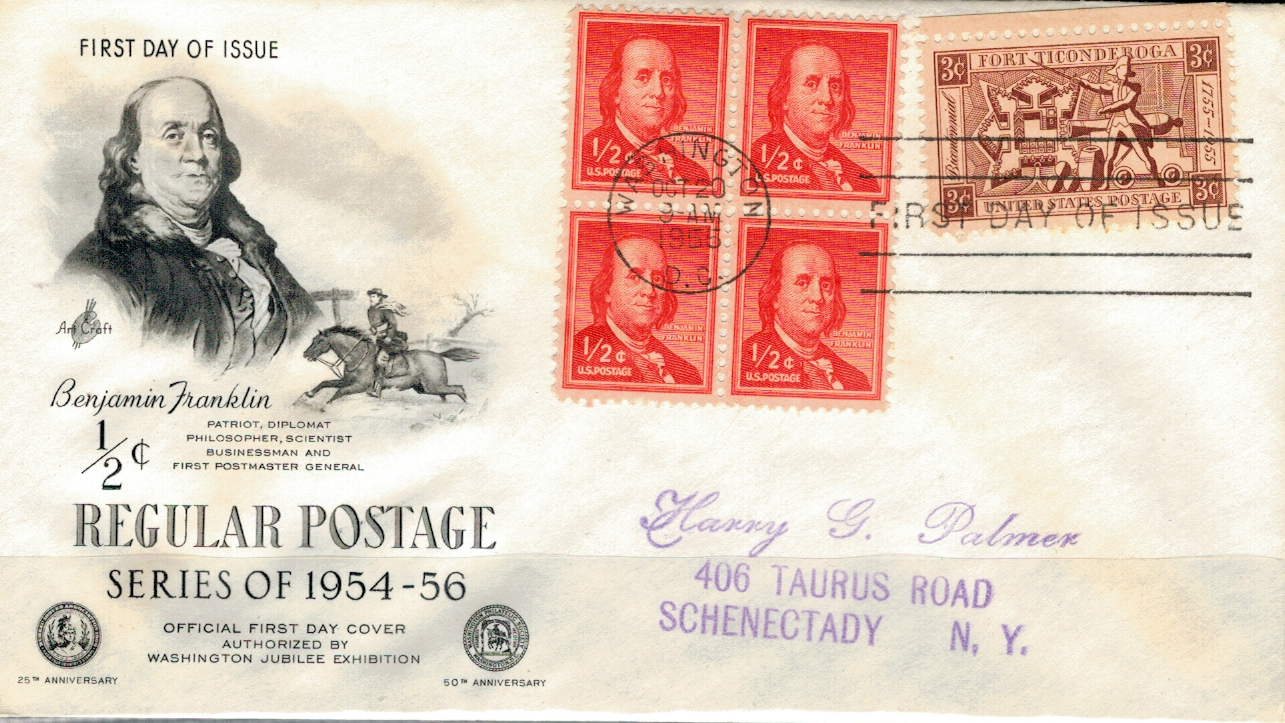 FIRST DAY OF ISSUE
Art Craft
Benjamin Franklin
1/2 ¢
PATRIOT, DIPLOMAT
PHILOSOPHER, SCIENTIST
BUSINESSMAN AND
FIRST POSTMASTER GENERAL
REGULAR POSTAGE
SERIES OF 1954-56
OFFICIAL FIRST DAY COVER
AUTHORIZED BY
WASHINGTON JUBILEE EXHIBITION
25TH ANNIVERSARY
50TH ANNIVERSARY
BENJAMIN
FRANKLIN
1/2 ¢
U.S.POSTAGE
BENJAMIN
FRANKLIN
1/2 ¢
U.S.POSTAGE
BENJAMIN
FRANKLIN
1/2 ¢
U.S.POSTAGE
BENJAMIN
FRANKLIN
1/2 ¢
U.S.POSTAGE
WASHINGTON
OCT 20
9-AM
1955
D.C.
3¢ FORT TICONDEROGA 3¢
Bicentennial
1755-1955
3¢ UNITED STATES POSTAGE 3¢
FIRST DAY OF ISSUE
Harry G. Palmer
406 TAURUS ROAD
SCHENECTADY N. Y.